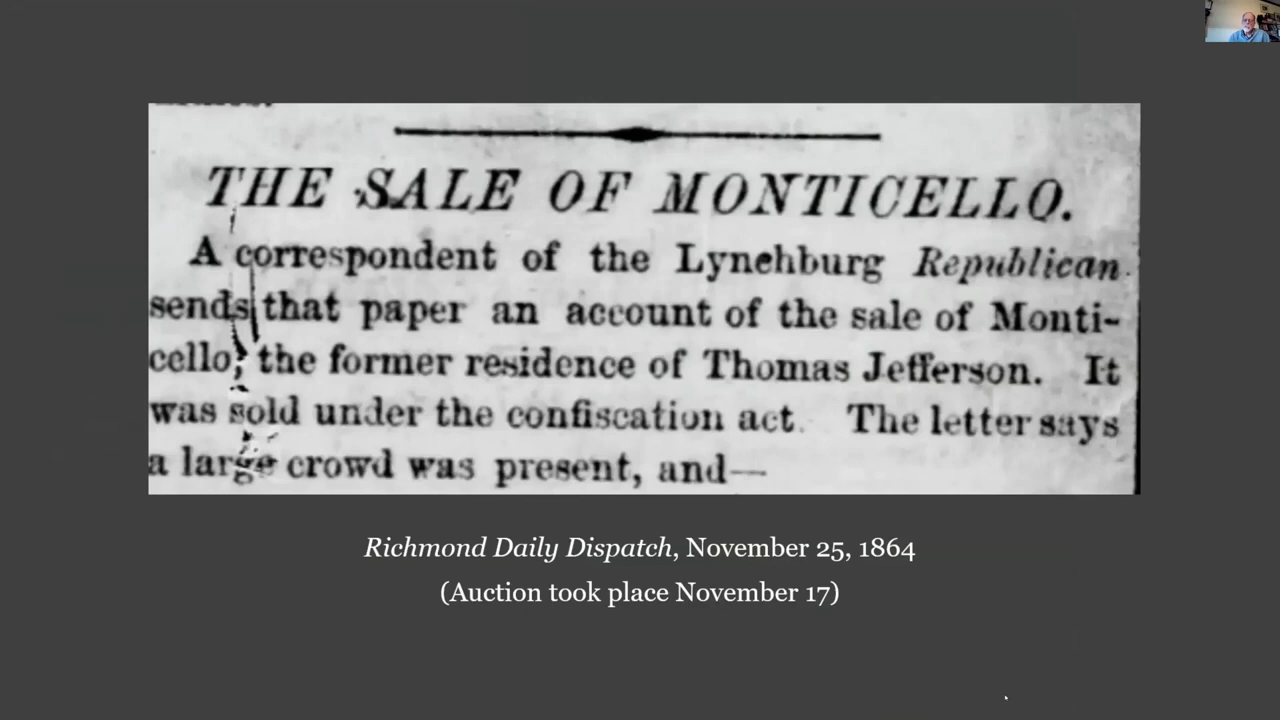 THE SALE OF MONTICELLO.
A correspondent of the Lynchburg Republican
sends that paper an account of the sale of Monti-
cello, the former residence of Thomas Jefferson. It
was sold under the confiscation act. The letter says
a large crowd was present, and—
Richmond Daily Dispatch, November 25, 1864
(Auction took place November 17)